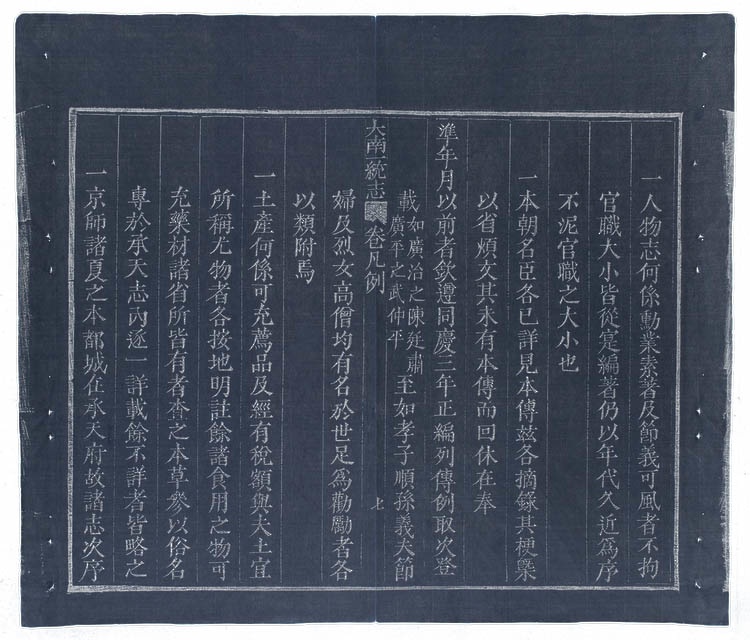 一人物志何係勳業素著及節義可風者不拘
官職大小皆從寔編著仍以年代久近爲序
不泥官職之大小也
一本朝名臣各已詳見本傳茲各摘錄其梗槩
以省煩文其未有本傳而回休在奉
準年月以前者欽遵同慶三年正編列傳例取次登
載如廣治之陳廷肅
廣平之武仲平至如孝子順孫義夫節
大南一統志 卷凡例 七
婦及烈女高僧均有名於世足爲勸勵者各
以類附焉
一土產何係可充薦品及經有稅額與夫土宜
所稱尤物者各按地明註餘諸食用之物可
充藥材諸省所皆有者查之本草參以俗名
專於承天志內逐一詳載餘不詳者皆略之
一京師諸夏之本都城在承天府故諸志次序